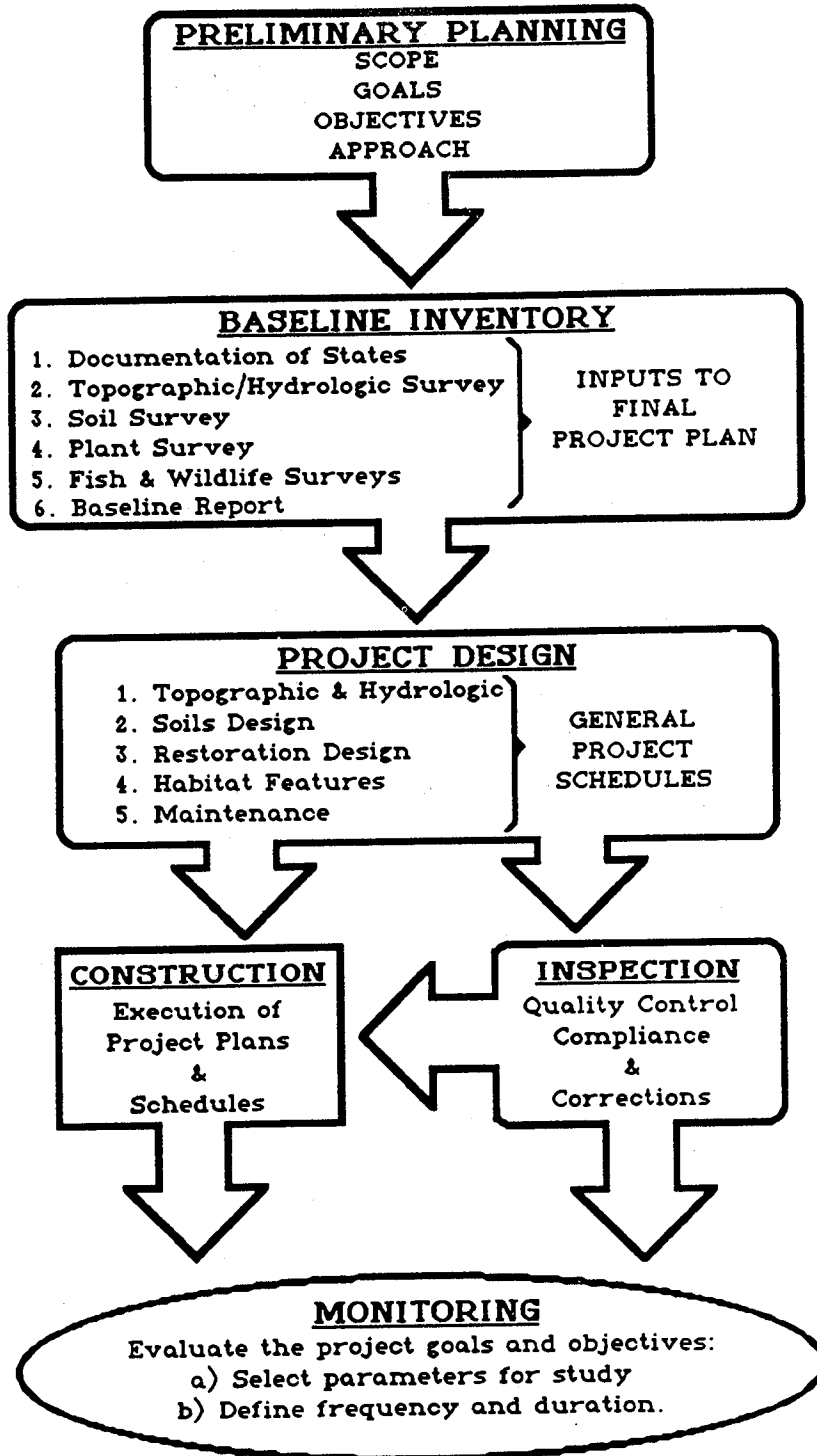 PRELIMINARY PLANNING
SCOPE
GOALS
OBJECTIVES
APPROACH
BASELINE INVENTORY
1. Documentation of States
2. Topographic/Hydrologic Survey
3. Soil Survey
4. Plant Survey
5. Fish & Wildlife Surveys
6. Baseline Report
INPUTS TO
FINAL
PROJECT PLAN
PROJECT DESIGN
1. Topographic & Hydrologic
2. Soils Design
3. Restoration Design
4. Habitat Features
5. Maintenance
GENERAL
PROJECT
SCHEDULES
CONSTRUCTION
Execution of
Project Plans
&
Schedules
INSPECTION
Quality Control
Compliance
&
Corrections
MONITORING
Evaluate the project goals and objectives:
a) Select parameters for study
b) Define frequency and duration.